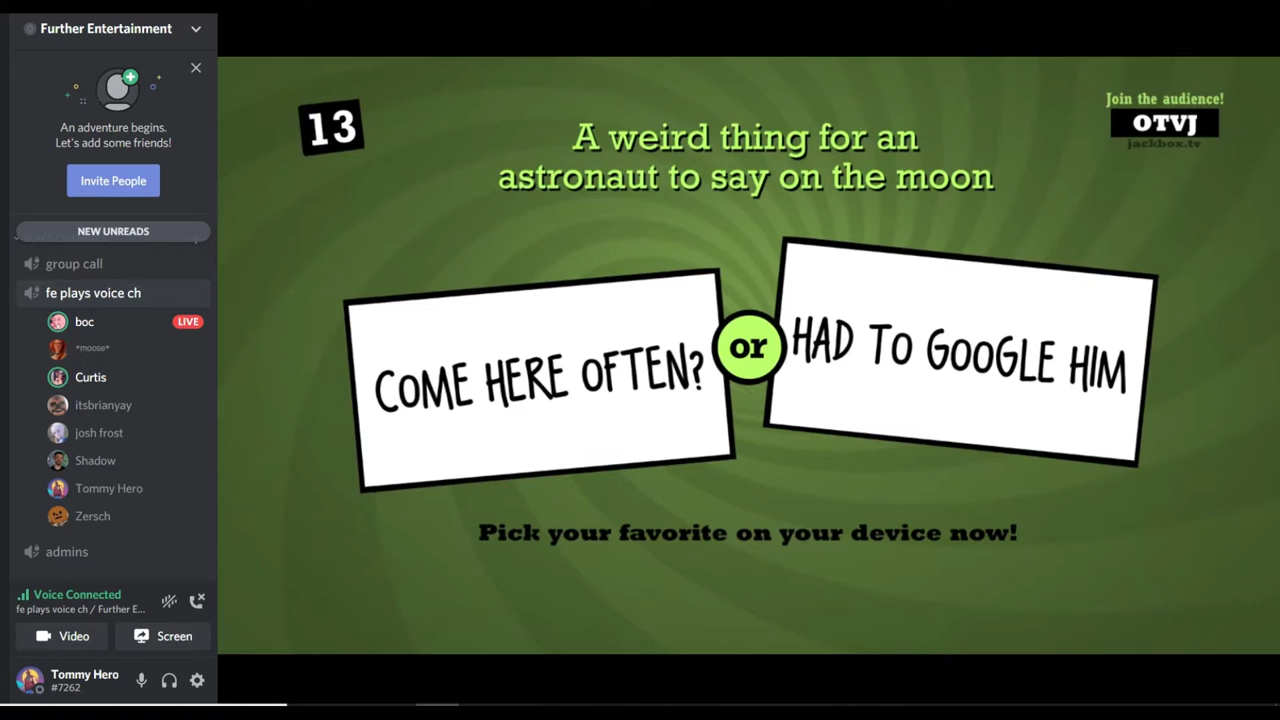 Further Entertainment
An adventure begins.
Let's add some friends!
Invite People
NEW UNREADS
group call
fe plays voice ch
boc
LIVE
*moose*
Curtis
itsbrianyay
josh frost
Shadow
Tommy Hero
Zersch
admins
Voice Connected
fe plays voice ch / Further E...
Video
Screen
Tommy Hero
#7262
13
A weird thing for an
astronaut to say on the moon
Join the audience!
OTVJ
jackbox.tv
COME HERE OFTEN?
or
HAD TO GOOGLE HIM
Pick your favorite on your device now!